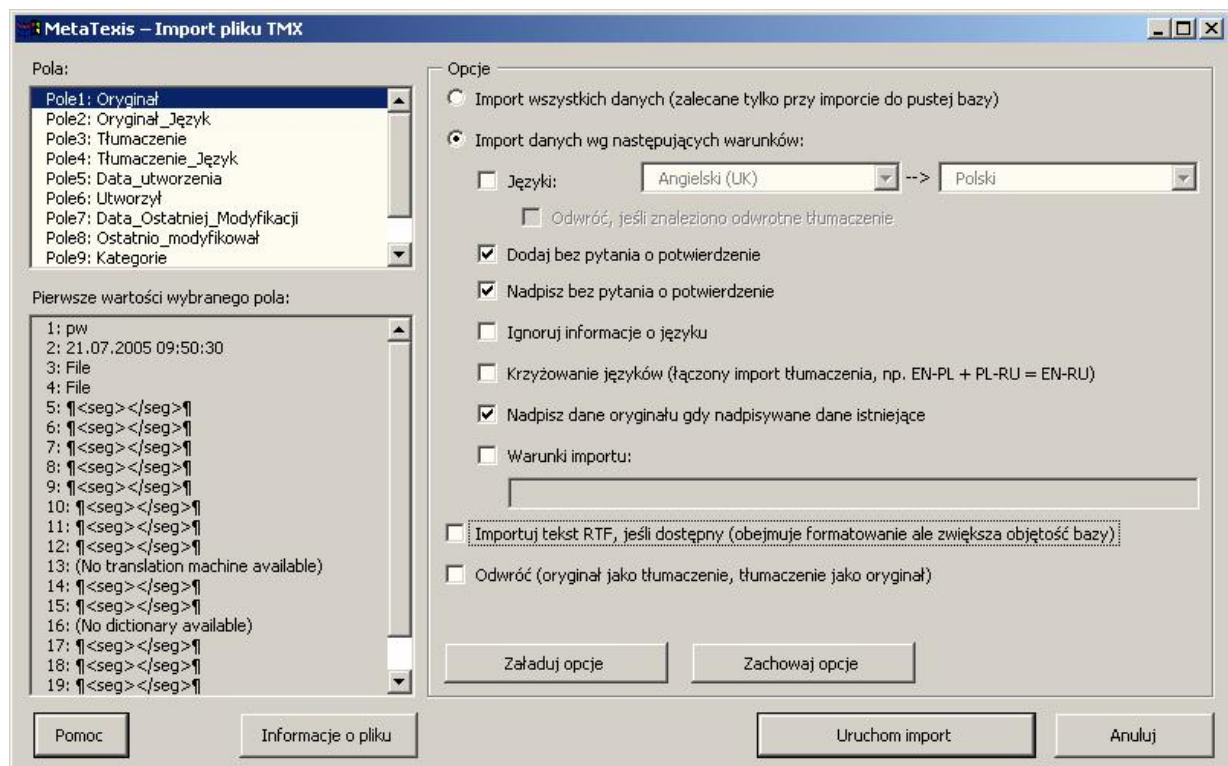 MetaTexis – Import pliku TMX
Pola:
Pole1: Oryginał
Pole2: Oryginał_Język
Pole3: Tłumaczenie
Pole4: Tłumaczenie_Język
Pole5: Data_utworzenia
Pole6: Utworzył
Pole7: Data_Ostatniej_Modyfikacji
Pole8: Ostatnio_modyfikował
Pole9: Kategorie
Pierwsze wartości wybranego pola:
1: pw
2: 21.07.2005 09:50:30
3: File
4: File
5: ¶<seg></seg>¶
6: ¶<seg></seg>¶
7: ¶<seg></seg>¶
8: ¶<seg></seg>¶
9: ¶<seg></seg>¶
10: ¶<seg></seg>¶
11: ¶<seg></seg>¶
12: ¶<seg></seg>¶
13: (No translation machine available)
14: ¶<seg></seg>¶
15: ¶<seg></seg>¶
16: (No dictionary available)
17: ¶<seg></seg>¶
18: ¶<seg></seg>¶
19: ¶<seg></seg>¶
Opcje
Import wszystkich danych (zalecane tylko przy imporcie do pustej bazy)
Import danych wg następujących warunków:
Języki: Angielski (UK) --> Polski
Odwróć, jeśli znaleziono odwrotne tłumaczenie
Dodaj bez pytania o potwierdzenie
Nadpisz bez pytania o potwierdzenie
Ignoruj informacje o języku
Krzyżowanie języków (łączony import tłumaczenia, np. EN-PL + PL-RU = EN-RU)
Nadpisz dane oryginału gdy nadpisywane dane istniejące
Warunki importu:
Importuj tekst RTF, jeśli dostępny (obejmuje formatowanie ale zwiększa objętość bazy)
Odwróć (oryginał jako tłumaczenie, tłumaczenie jako oryginał)
Załaduj opcje Zachowaj opcje
Pomoc Informacje o pliku Uruchom import Anuluj